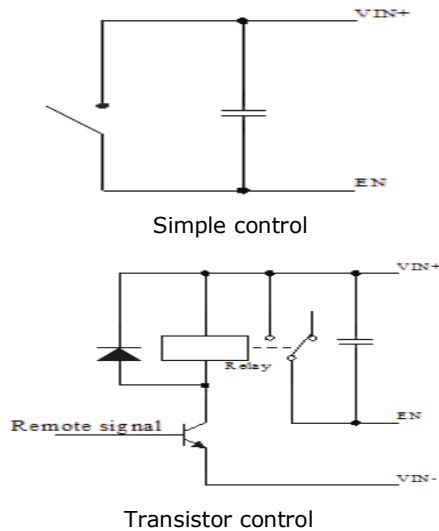 VIN+
EN
Simple control
VIN+
Relay
EN
Remote signal
VIN-
Transistor control